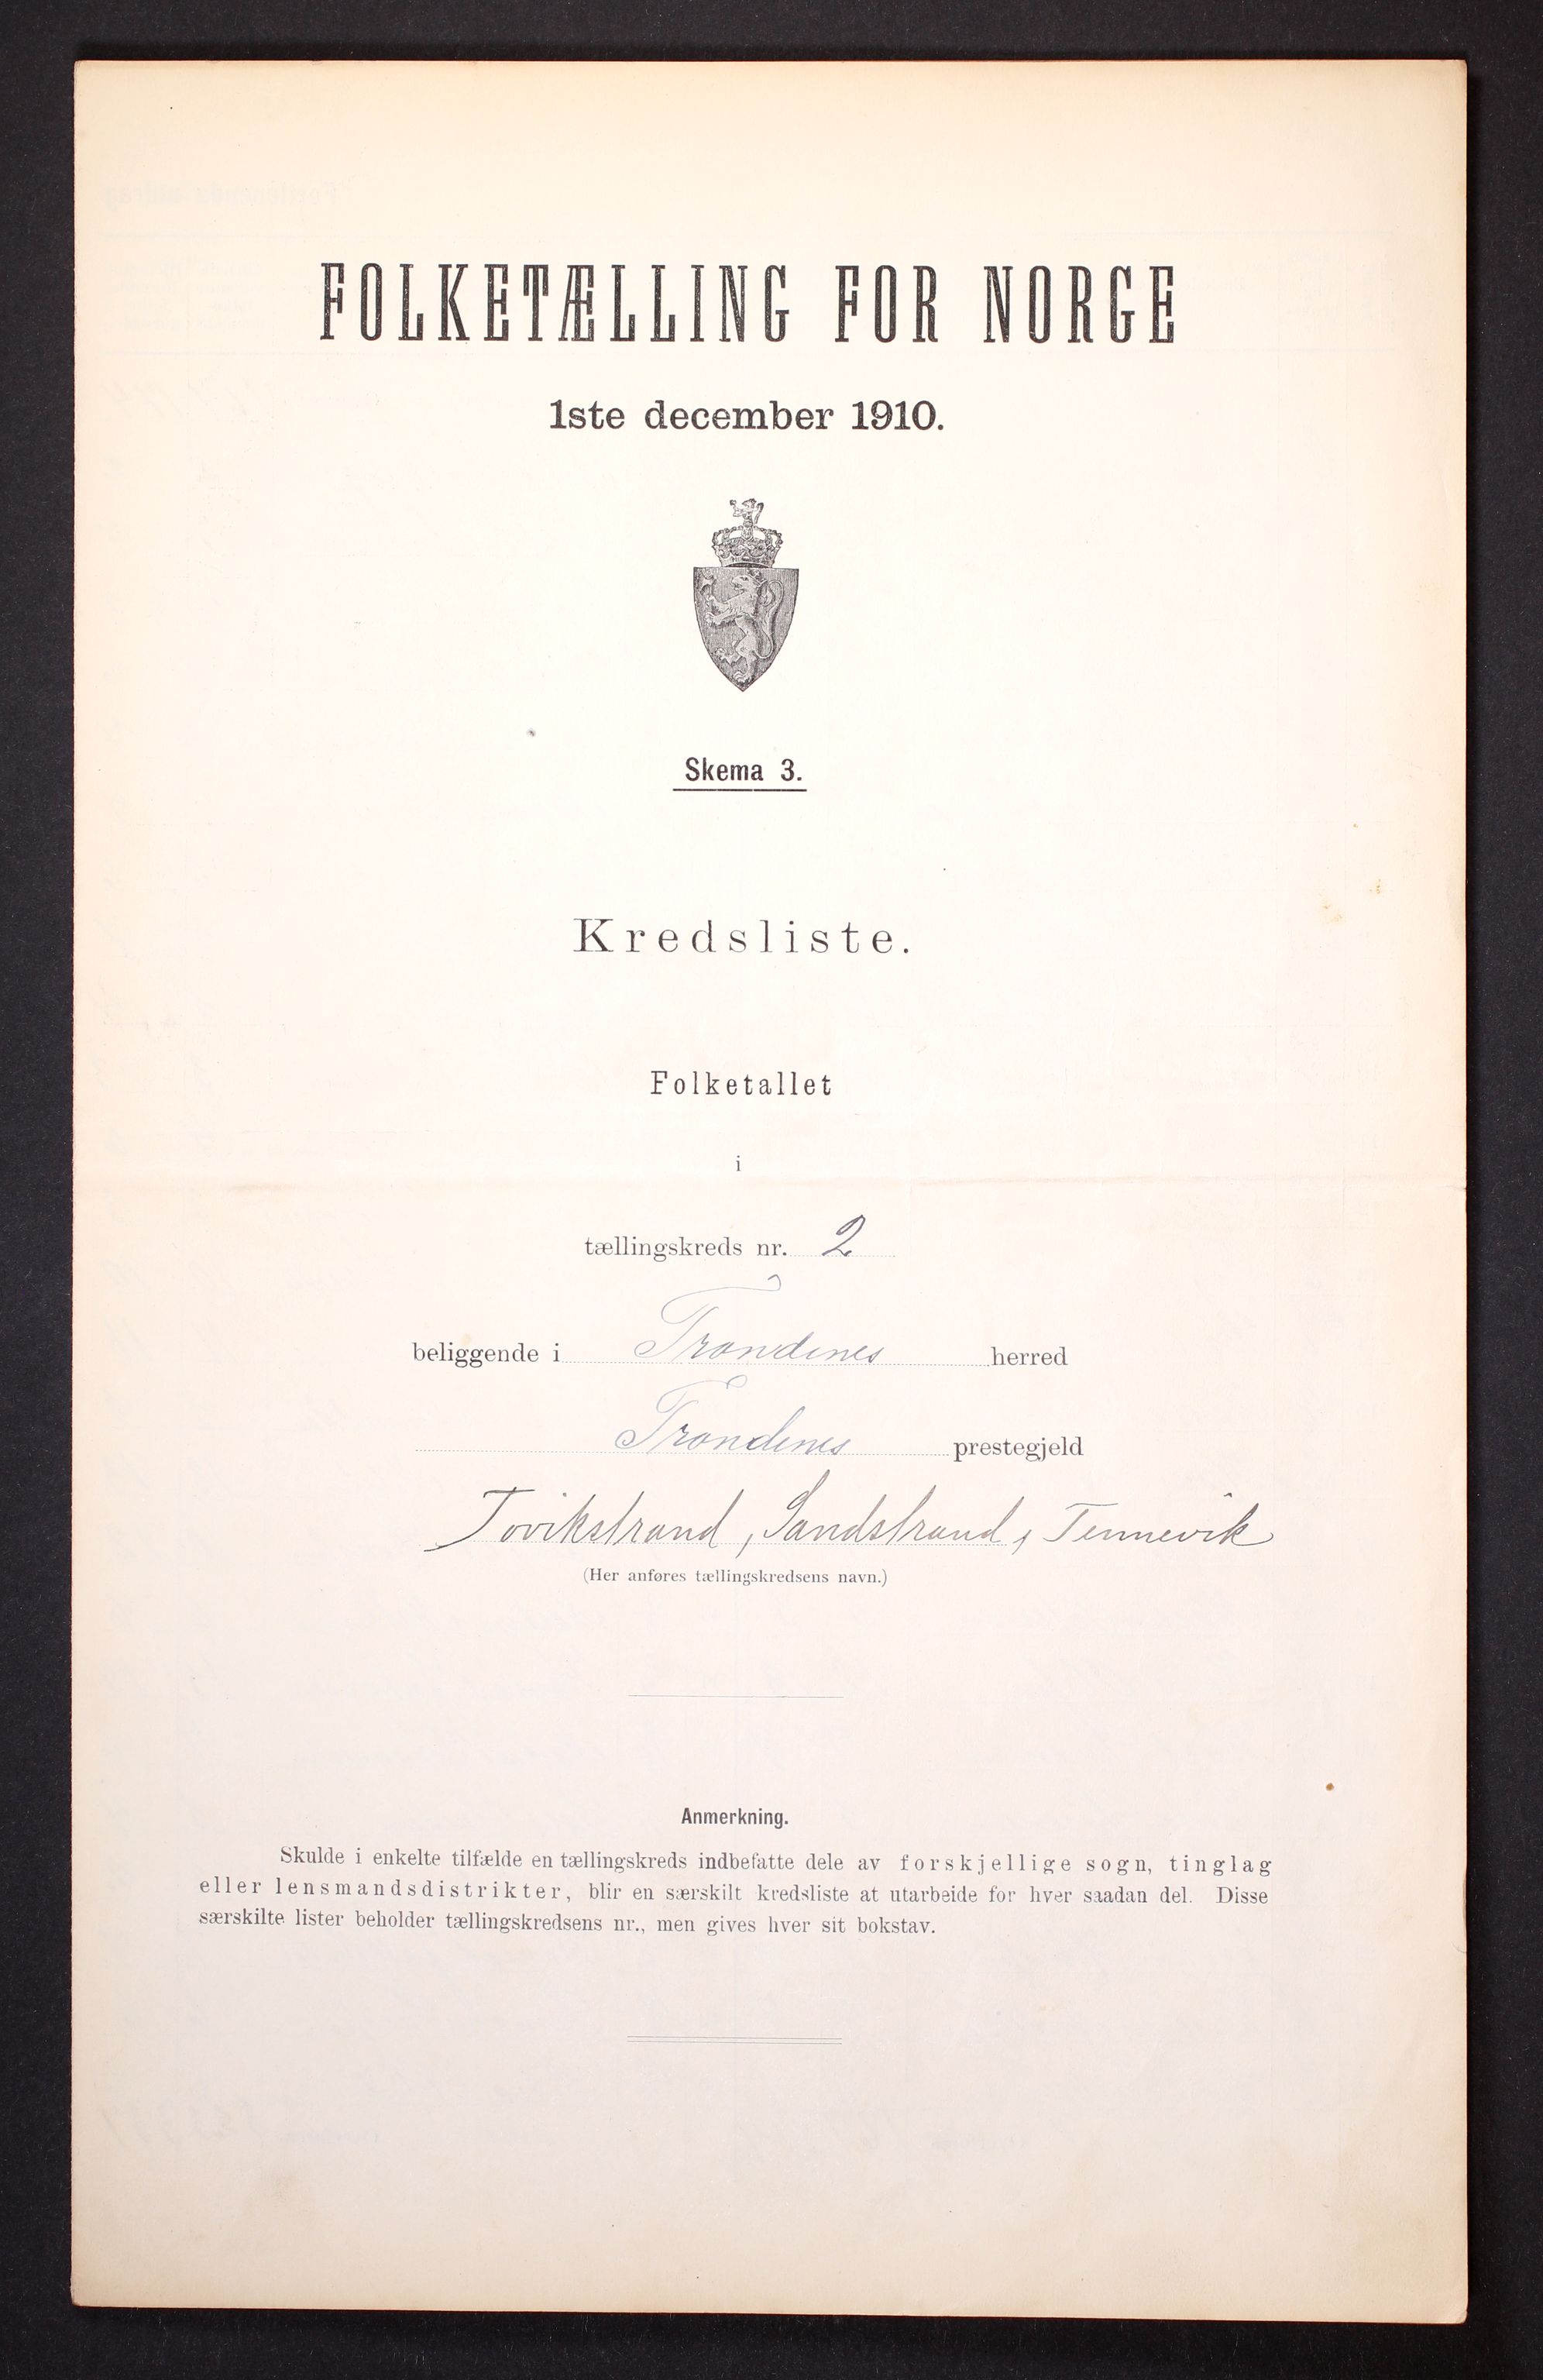 FOLKETÆLLING FOR NORGE
1ste december 1910.
Skema 3.
Kredsliste.
Folketallet
i
tællingskreds nr. 2
beliggende i Trondenes herred
Trondenes prestegjeld
Tovikstrand, Sandstrand, Tennevik
(Her anføres tællingskredsens navn.)
Anmerkning.
Skulde i enkelte tilfælde en tællingskreds indbefatte dele av forskjellige sogn, tinglag
eller lensmandsdistrikter, blir en særskilt kredsliste at utarbeide for hver saadan del. Disse
særskilte lister beholder tællingskredsens nr., men gives hver sit bokstav.